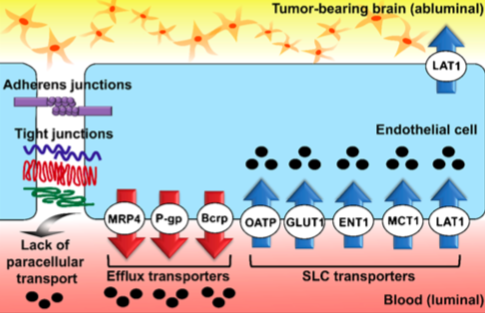 Tumor-bearing brain (abluminal)
LAT1
Adherens junctions
Endothelial cell
Tight junctions
MRP4 P-gp Bcrp OATP GLUT1 ENT1 MCT1 LAT1
Lack of
paracellular
transport
Efflux transporters
SLC transporters
Blood (luminal)